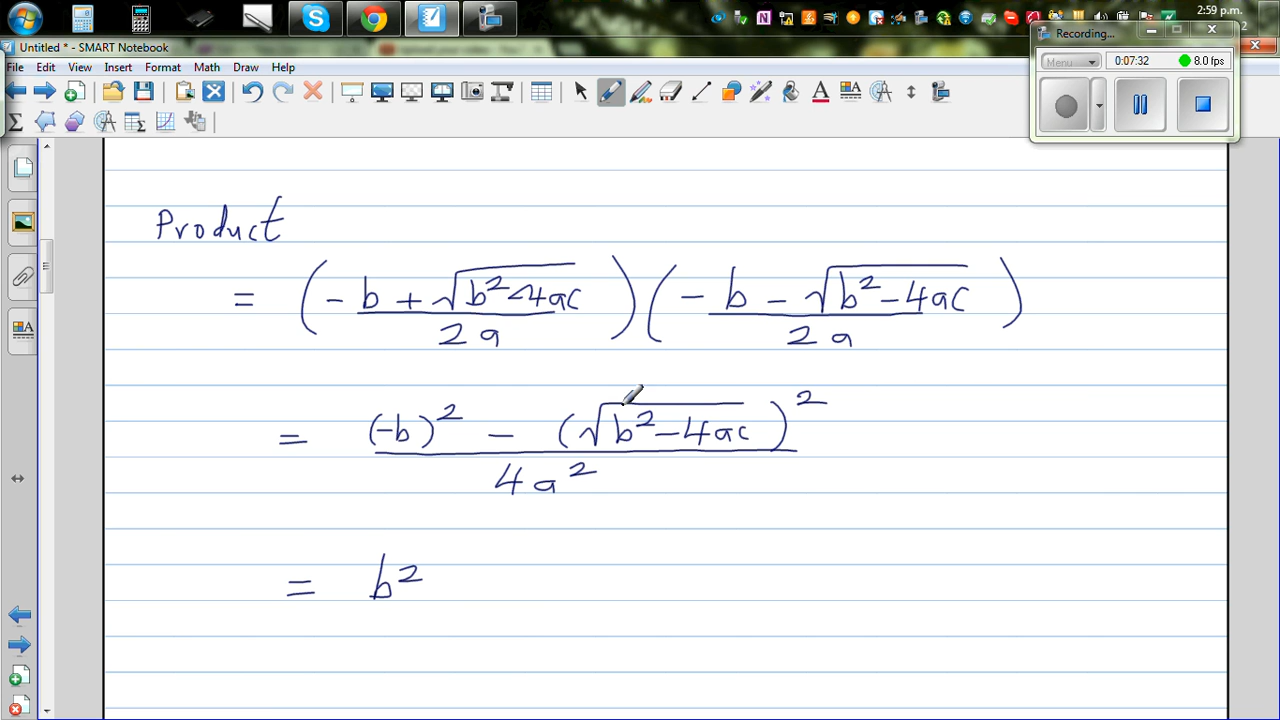 2:59 p.m.
Untitled * - SMART Notebook
Recording...
File Edit View Insert Format Math Draw Help
Menu 0:07:32 8.0 fps
Product
= (-b + √b² - 4ac / 2a) (-b - √b² - 4ac / 2a)
= (-b)² - (√b² - 4ac)² / 4a²
= b²